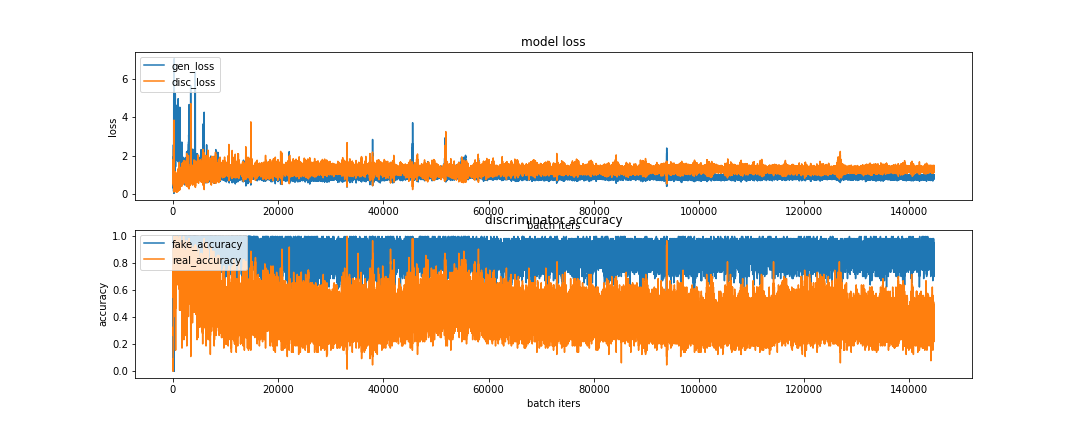 model loss
gen_loss
disc_loss
loss
6
4
2
0
0 20000 40000 60000 80000 100000 120000 140000
batch iters
discriminator accuracy
fake_accuracy
real_accuracy
accuracy
1.0
0.8
0.6
0.4
0.2
0.0
0 20000 40000 60000 80000 100000 120000 140000
batch iters